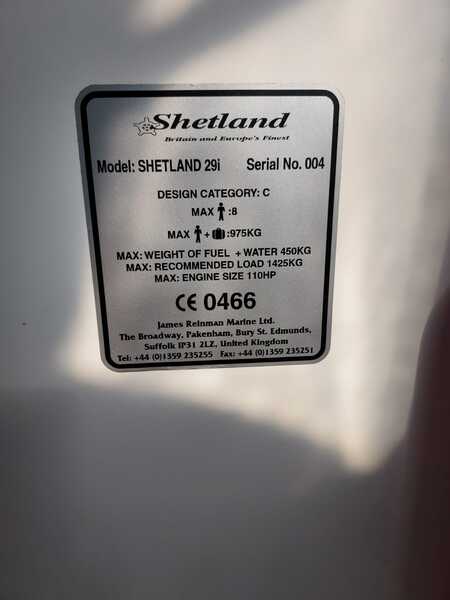 Shetland
Britain and Europe's Finest
Model: SHETLAND 29i Serial No. 004
DESIGN CATEGORY: C
MAX :8
MAX + :975KG
MAX: WEIGHT OF FUEL + WATER 450KG
MAX: RECOMMENDED LOAD 1425KG
MAX: ENGINE SIZE 110HP
CE 0466
James Reinman Marine Ltd.
The Broadway, Pakenham, Bury St. Edmunds,
Suffolk IP31 2LZ, United Kingdom
Tel: +44 (0)1359 235255 Fax: +44 (0)1359 235251